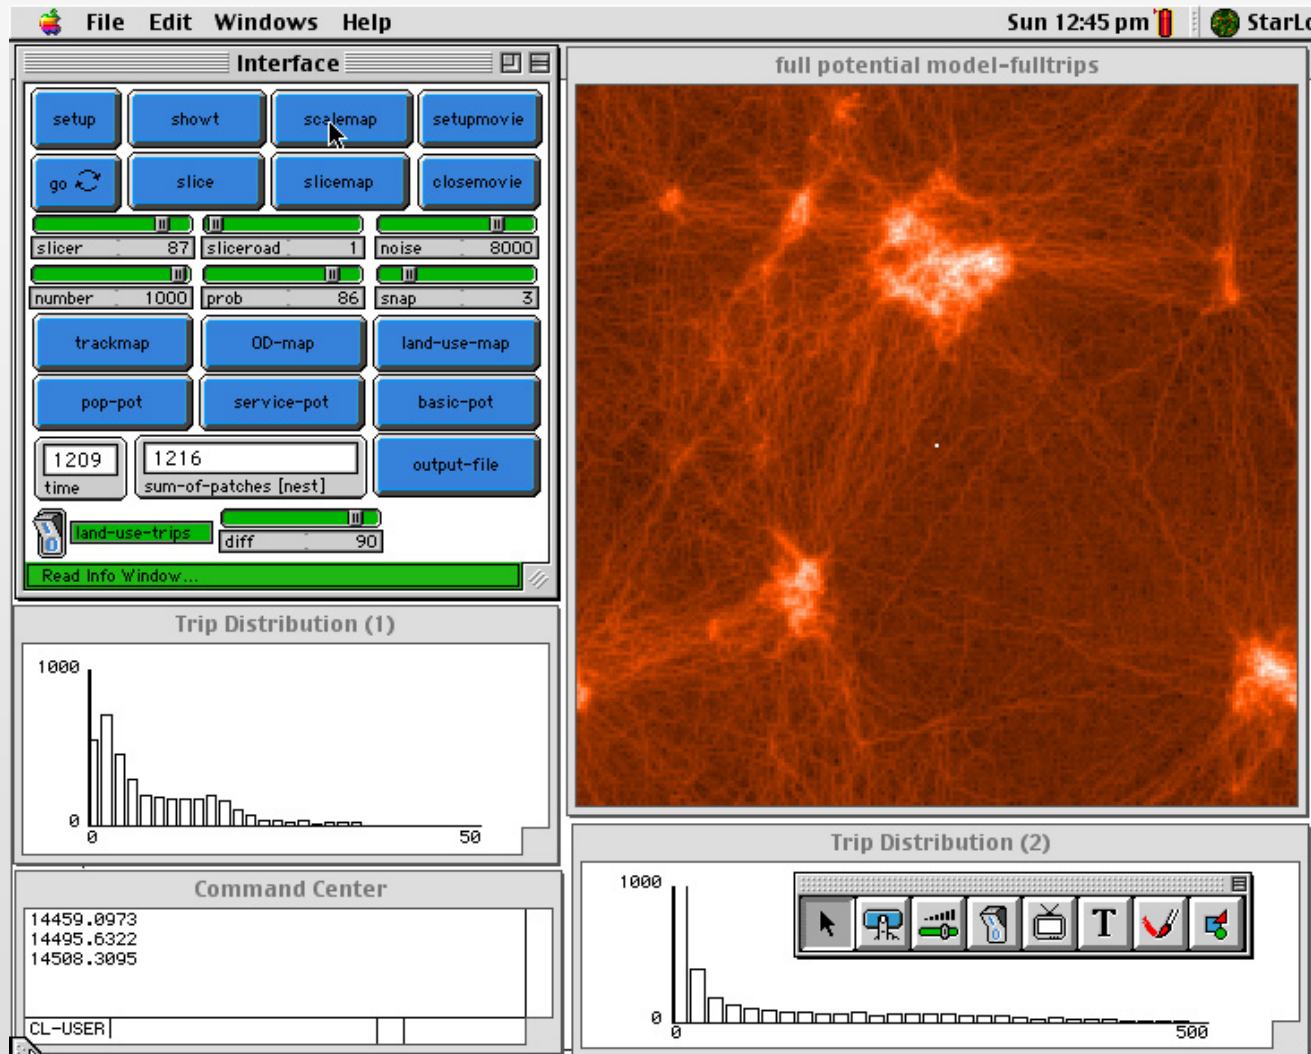 File Edit Windows Help
Sun 12:45 pm
StarLo
Interface
setup showt scalemap setupmovie
go slice slicemap closemovie
slicer 87 sliceroad 1 noise 8000
number 1000 prob 86 snap 3
trackmap OD-map land-use-map
pop-pot service-pot basic-pot
1209 1216 output-file
time sum-of-patches [nest]
land-use-trips
diff 90
Read Info Window...
full potential model-fulltrips
Trip Distribution (1)
1000
0
0 50
Command Center
14459.0973
14495.6322
14508.3095
CL-USER
Trip Distribution (2)
1000
T
0
0 500